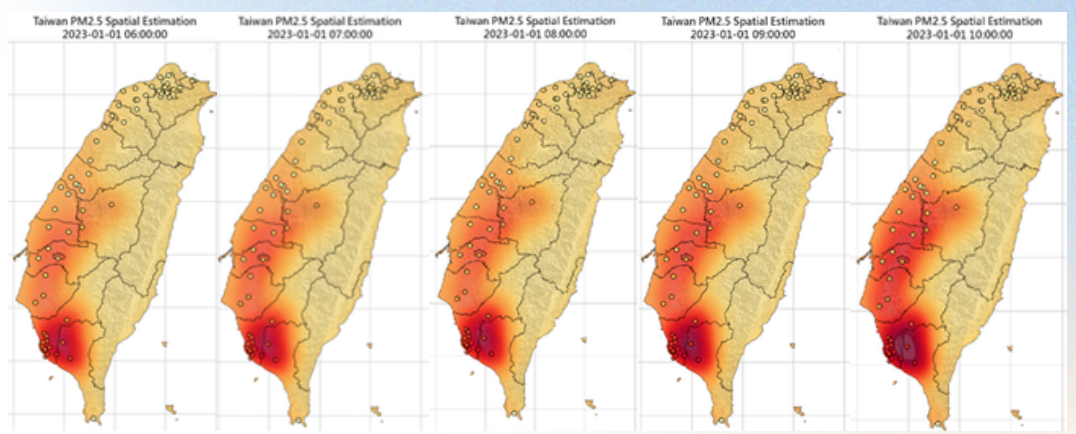 Taiwan PM2.5 Spatial Estimation
2023-01-01 06:00:00
Taiwan PM2.5 Spatial Estimation
2023-01-01 07:00:00
Taiwan PM2.5 Spatial Estimation
2023-01-01 08:00:00
Taiwan PM2.5 Spatial Estimation
2023-01-01 09:00:00
Taiwan PM2.5 Spatial Estimation
2023-01-01 10:00:00